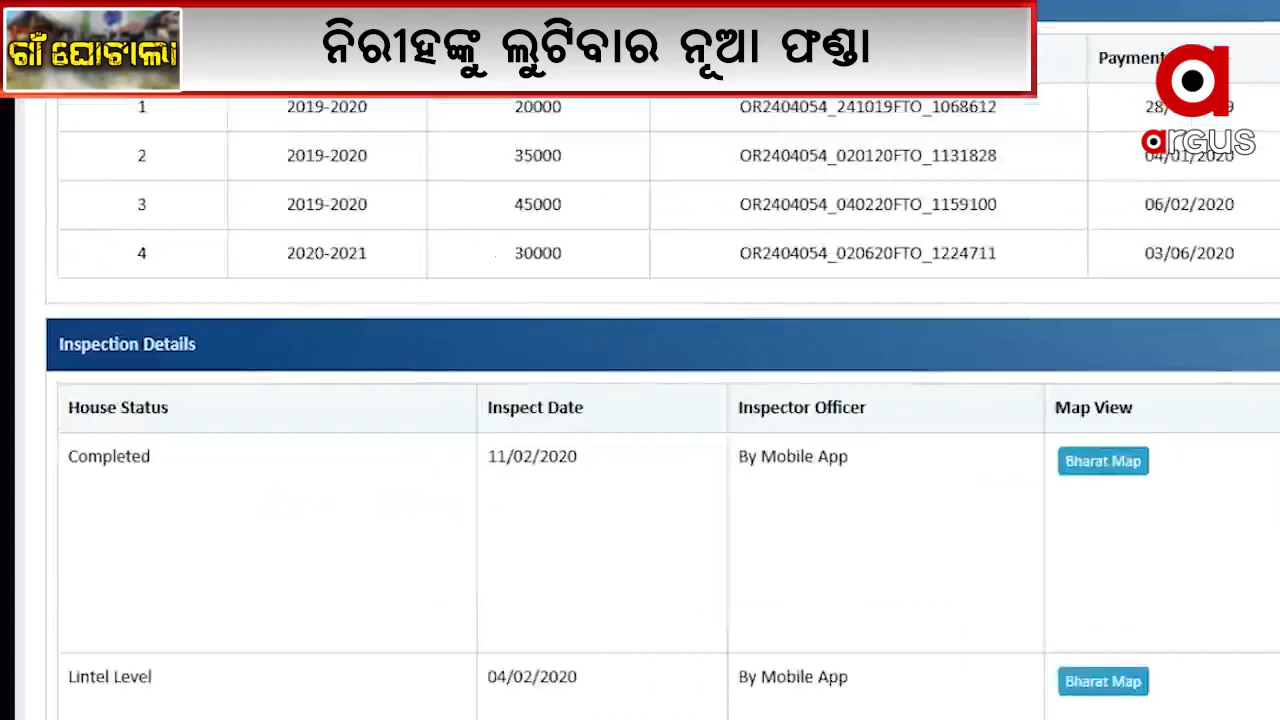 ଗାଁ ଘୋଟାଲା
ନିରୀହଙ୍କୁ ଲୁଟିବାର ନୂଆ ଫଣ୍ଡା
Payment
argus
1 2019-2020 20000 OR2404054_241019FTO_1068612
2 2019-2020 35000 OR2404054_020120FTO_1131828 04/01/2020
3 2019-2020 45000 OR2404054_040220FTO_1159100 06/02/2020
4 2020-2021 30000 OR2404054_020620FTO_1224711 03/06/2020
Inspection Details
House Status Inspect Date Inspector Officer Map View
Completed 11/02/2020 By Mobile App Bharat Map
Lintel Level 04/02/2020 By Mobile App Bharat Map